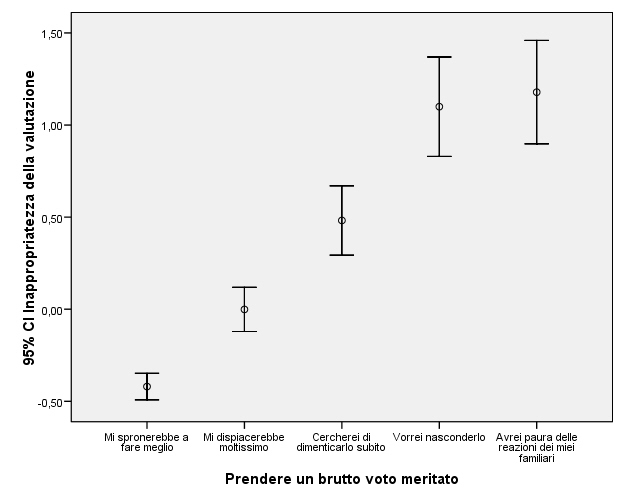 95% CI Inappropriatezza della valutazione
1,50
1,00
0,50
0,00
-0,50
Mi spronerebbe a
fare meglio
Mi dispiacerebbe
moltissimo
Cercherei di
dimenticarlo subito
Vorrei nasconderlo
Avrei paura delle
reazioni dei miei
familiari
Prendere un brutto voto meritato